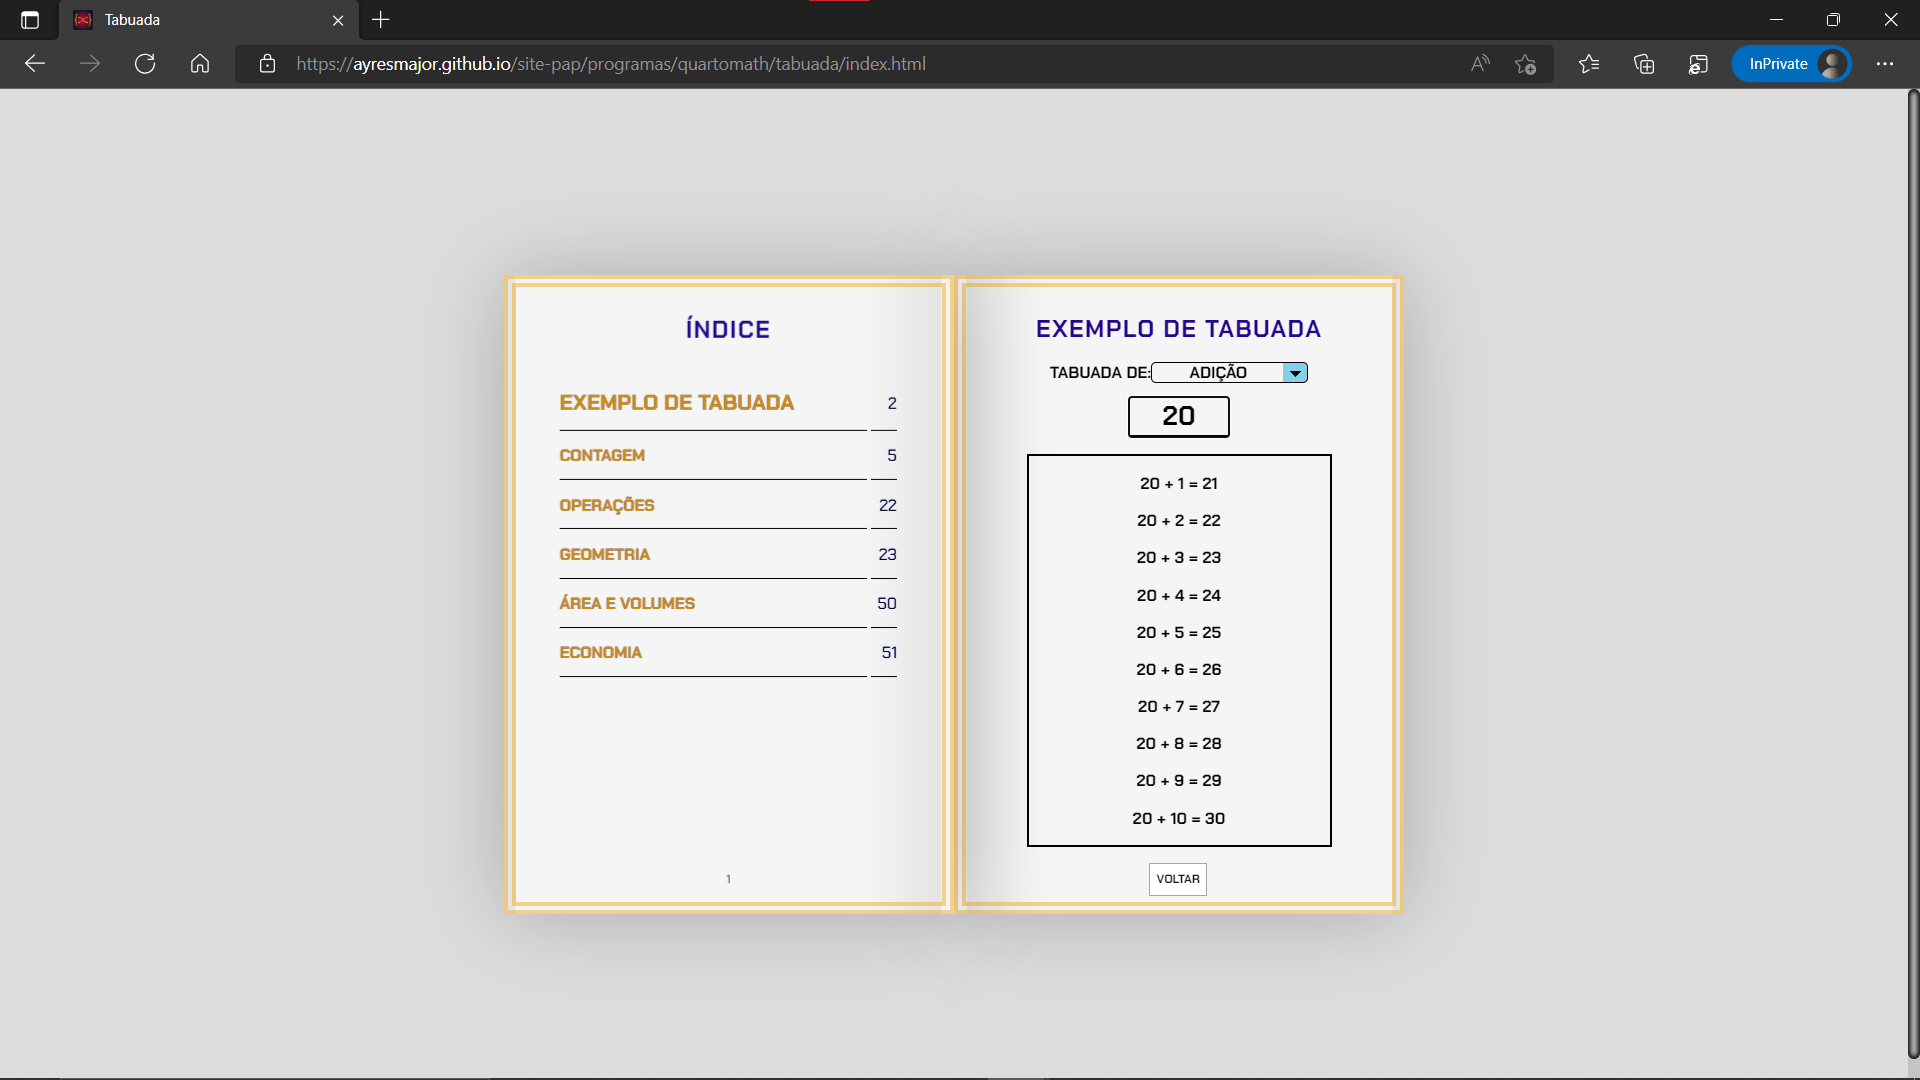 Tabuada
https://ayresmajor.github.io/site-pap/programas/quartomath/tabuada/index.html
InPrivate
ÍNDICE
EXEMPLO DE TABUADA 2
CONTAGEM 5
OPERAÇÕES 22
GEOMETRIA 23
ÁREA E VOLUMES 50
ECONOMIA 51
1
EXEMPLO DE TABUADA
TABUADA DE: ADIÇÃO
20
20 + 1 = 21
20 + 2 = 22
20 + 3 = 23
20 + 4 = 24
20 + 5 = 25
20 + 6 = 26
20 + 7 = 27
20 + 8 = 28
20 + 9 = 29
20 + 10 = 30
VOLTAR